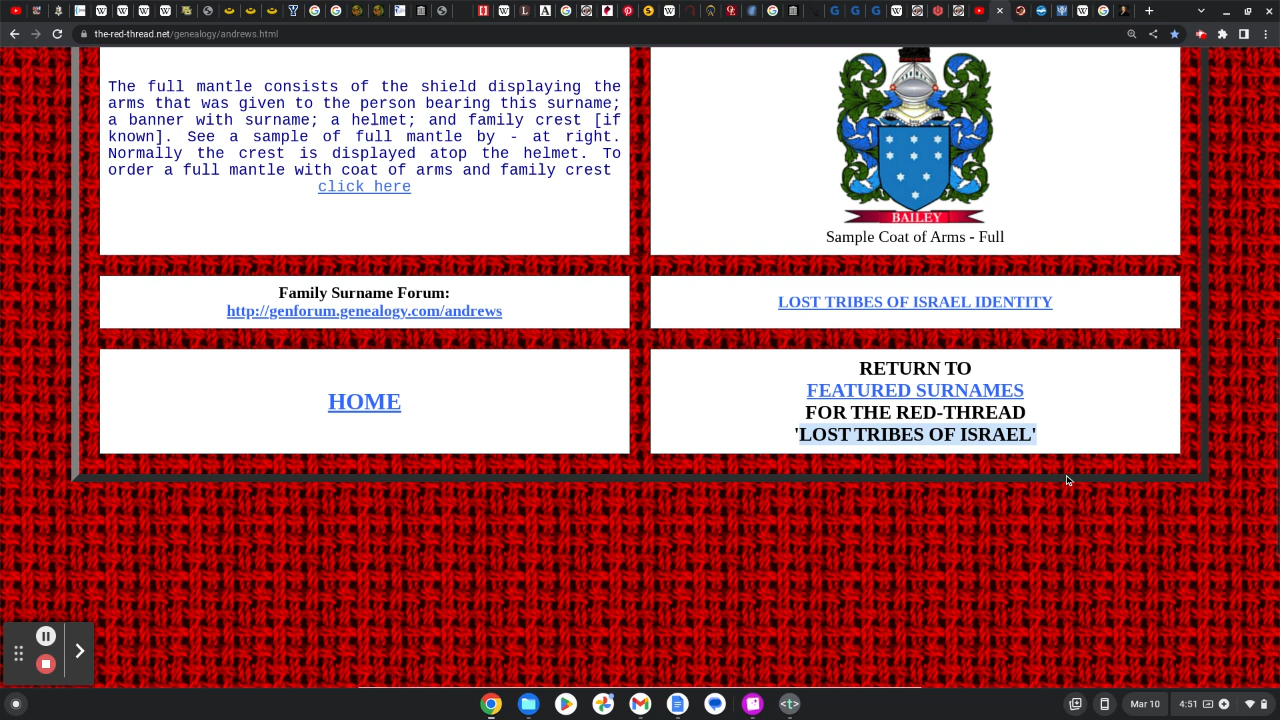 the-red-thread.net/genealogy/andrews.html
The full mantle consists of the shield displaying the
arms that was given to the person bearing this surname;
a banner with surname; a helmet; and family crest [if
known]. See a sample of full mantle by - at right.
Normally the crest is displayed atop the helmet. To
order a full mantle with coat of arms and family crest
click here
BAILEY
Sample Coat of Arms - Full
Family Surname Forum:
http://genforum.genealogy.com/andrews
LOST TRIBES OF ISRAEL IDENTITY
HOME
RETURN TO
FEATURED SURNAMES
FOR THE RED-THREAD
'LOST TRIBES OF ISRAEL'
Mar 10
4:51